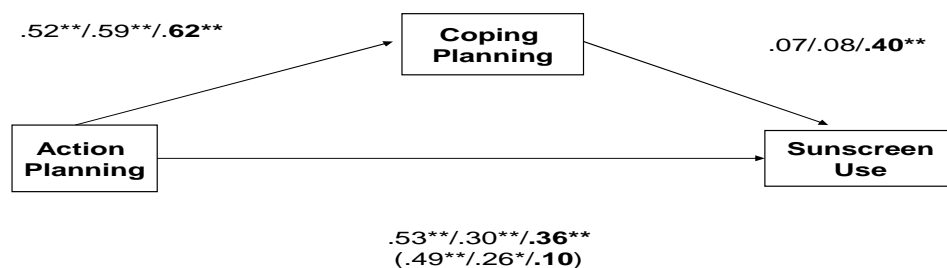 .52**/.59**/.62**
Coping
Planning
.07/.08/.40**
Action
Planning
Sunscreen
Use
.53**/.30**/.36**
(.49**/.26*/.10)